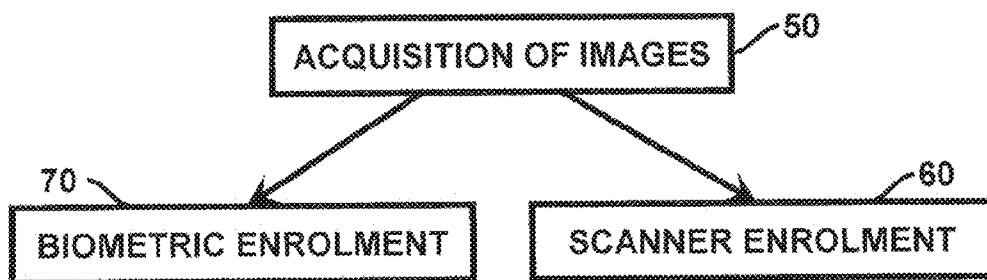 50
ACQUISITION OF IMAGES
70
60
BIOMETRIC ENROLMENT
SCANNER ENROLMENT